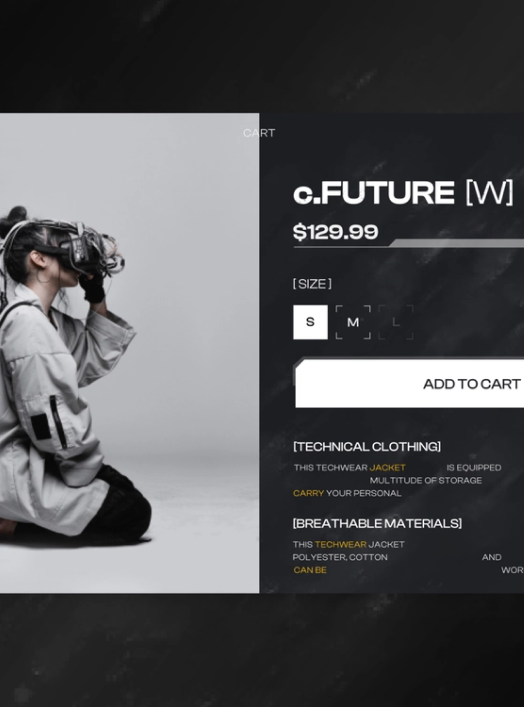 CART
c.FUTURE [W]
$129.99
[ SIZE ]
S M L
ADD TO CART
[TECHNICAL CLOTHING]
THIS TECHWEAR JACKET IS EQUIPPED
MULTITUDE OF STORAGE
CARRY YOUR PERSONAL
[BREATHABLE MATERIALS]
THIS TECHWEAR JACKET
POLYESTER, COTTON AND
CAN BE WOR